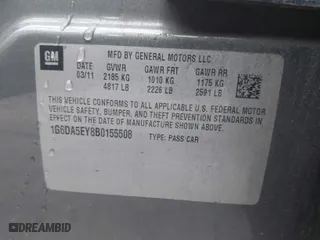 GM
MFD BY GENERAL MOTORS LLC
DATE GVWR GAWR FRT GAWR RR
03/11 2185 KG 1010 KG 1175 KG
4817 LB 2226 LB 2591 LB
THIS VEHICLE CONFORMS TO ALL APPLICABLE U.S. FEDERAL MOTOR
VEHICLE SAFETY, BUMPER, AND THEFT PREVENTION STANDARDS IN
EFFECT ON THE DATE OF MANUFACTURE SHOWN ABOVE.
1G6DA5EY8B0155508 TYPE: PASS CAR
DREAMBID.COM